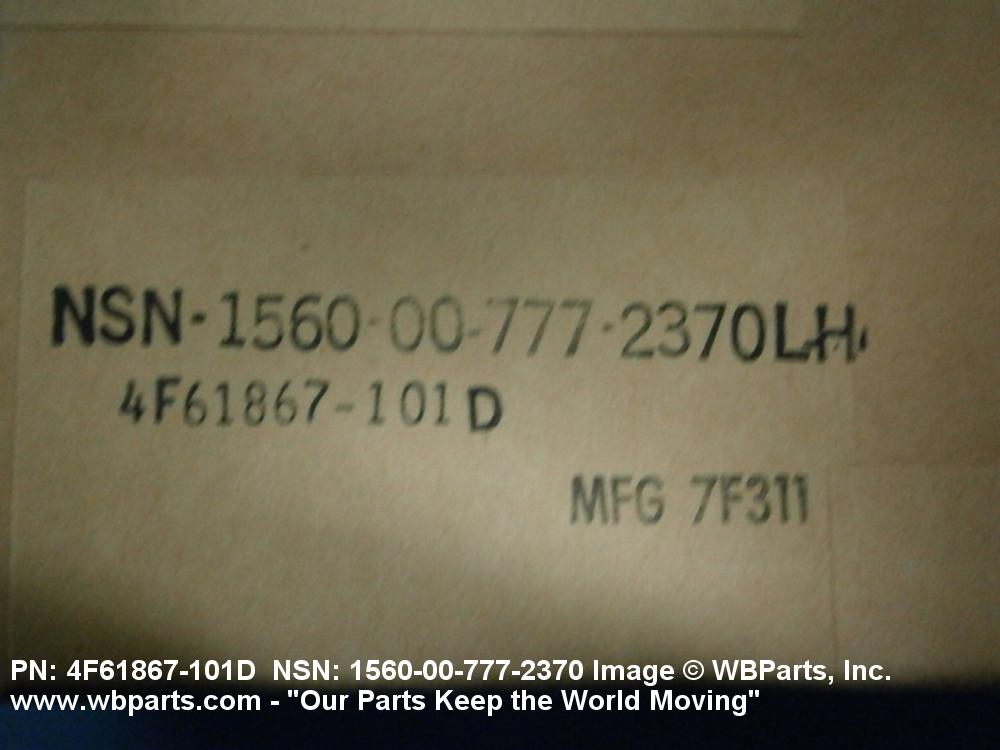 NSN-1560-00-777-2370LH
4F61867-101D
MFG 7F311
PN: 4F61867-101D  NSN: 1560-00-777-2370 Image © WBParts, Inc.
www.wbparts.com - "Our Parts Keep the World Moving"